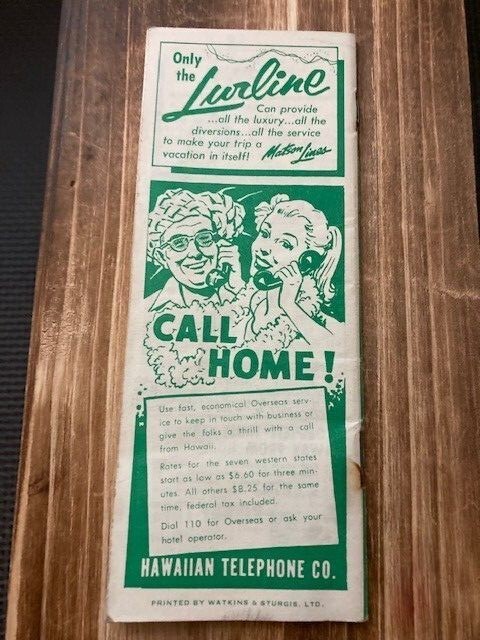 Only
the
Lurline
Can provide
...all the luxury...all the
diversions...all the service
to make your trip a
vacation in itself! Matson Lines
CALL
HOME!
Use fast, economical Overseas serv-
ice to keep in touch with business or
give the folks a thrill with a call
from Hawaii.
Rates for the seven western states
start as low as $6.60 for three min-
utes. All others $8.25 for the same
time, federal tax included.
Dial 110 for Overseas or ask your
hotel operator.
HAWAIIAN TELEPHONE CO.
PRINTED BY WATKINS & STURGIS, LTD.